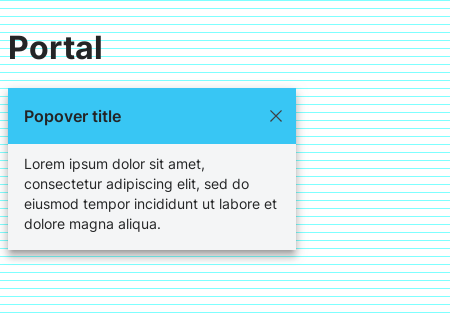 Portal
Popover title
Lorem ipsum dolor sit amet,
consectetur adipiscing elit, sed do
eiusmod tempor incididunt ut labore et
dolore magna aliqua.